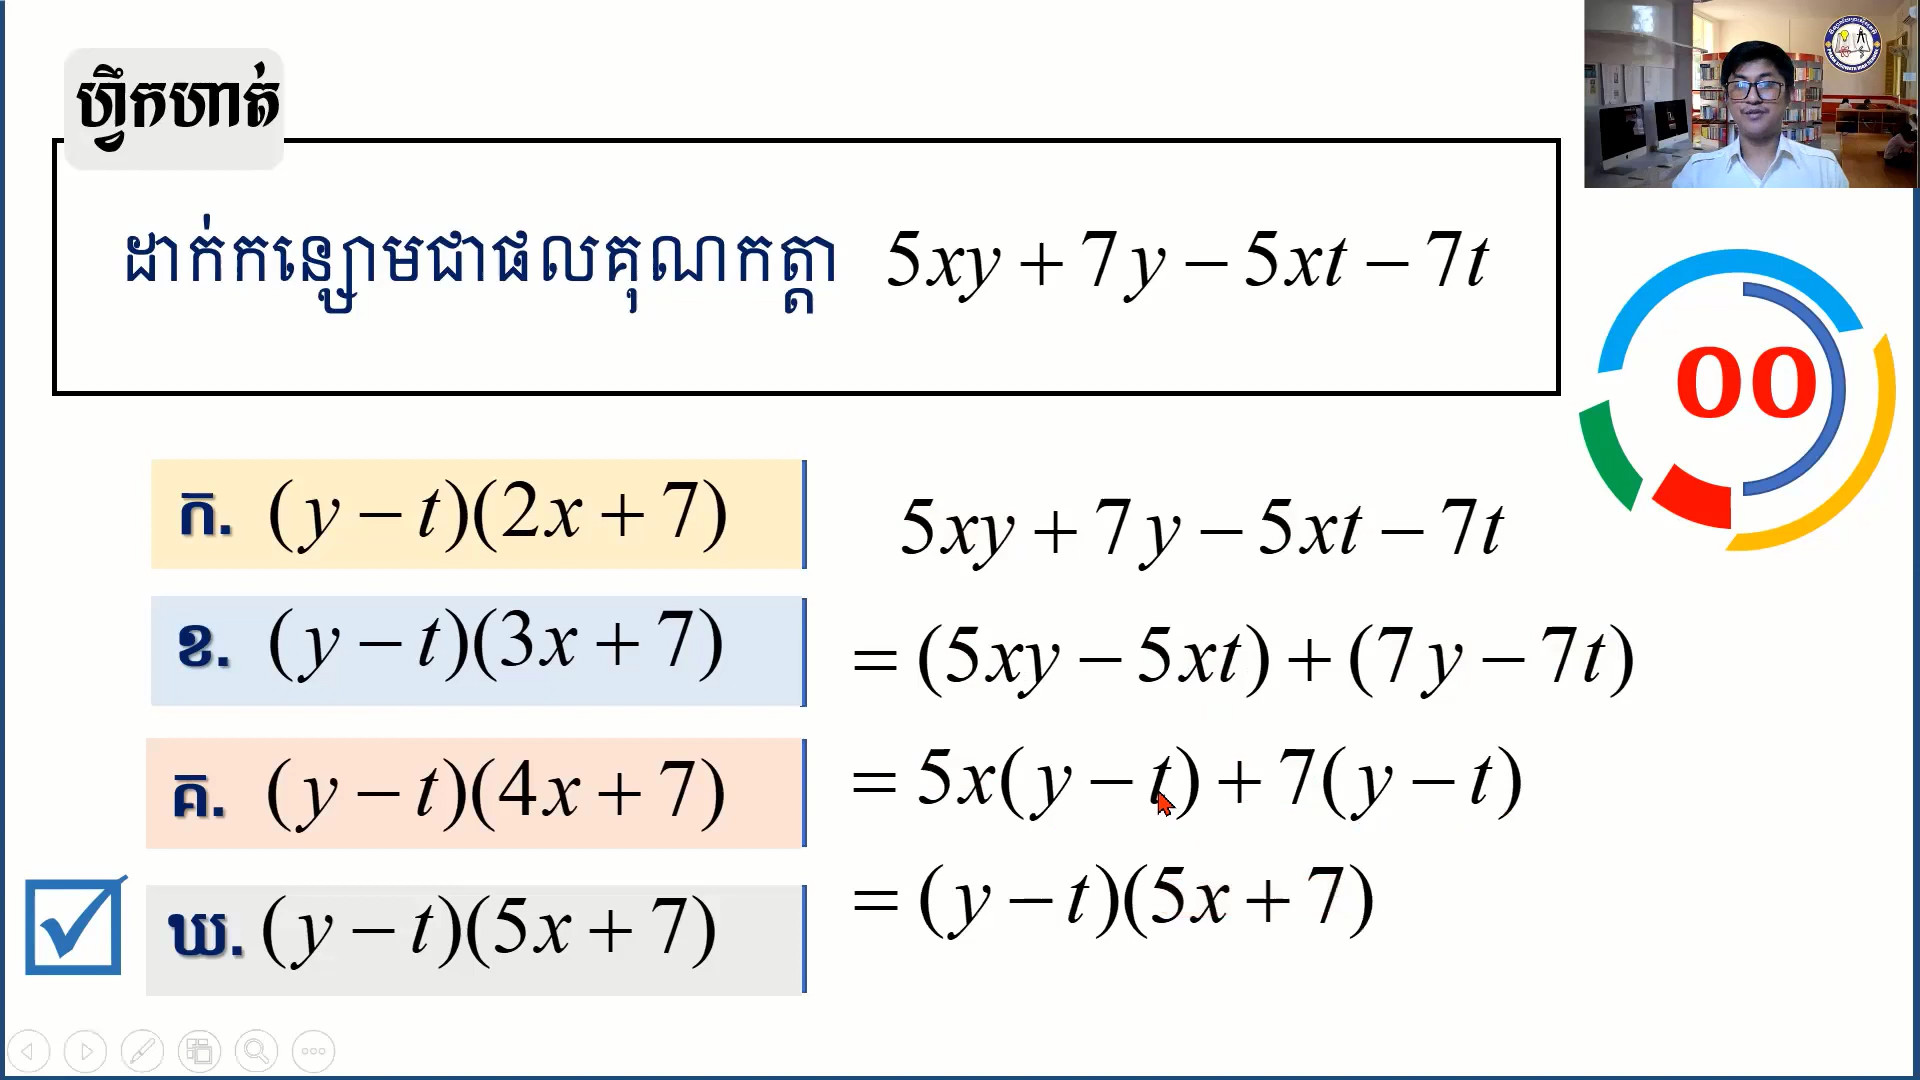 ហ្វឹកហាត់
ដាក់កន្សោមជាផលគុណកត្តា 5xy + 7y − 5xt − 7t
00
ក. (y − t)(2x + 7)
ខ. (y − t)(3x + 7)
គ. (y − t)(4x + 7)
ឃ. (y − t)(5x + 7)
5xy + 7y − 5xt − 7t
= (5xy − 5xt) + (7y − 7t)
= 5x(y − t) + 7(y − t)
= (y − t)(5x + 7)